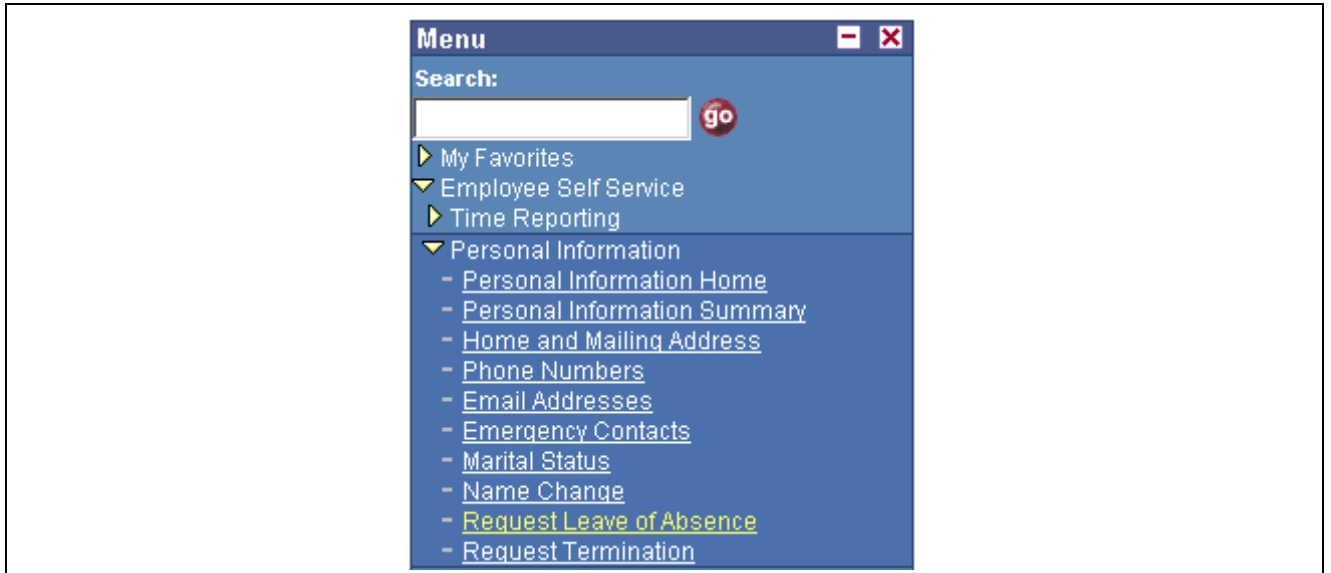 Menu
Search:
go
My Favorites
Employee Self Service
Time Reporting
Personal Information
- Personal Information Home
- Personal Information Summary
- Home and Mailing Address
- Phone Numbers
- Email Addresses
- Emergency Contacts
- Marital Status
- Name Change
- Request Leave of Absence
- Request Termination